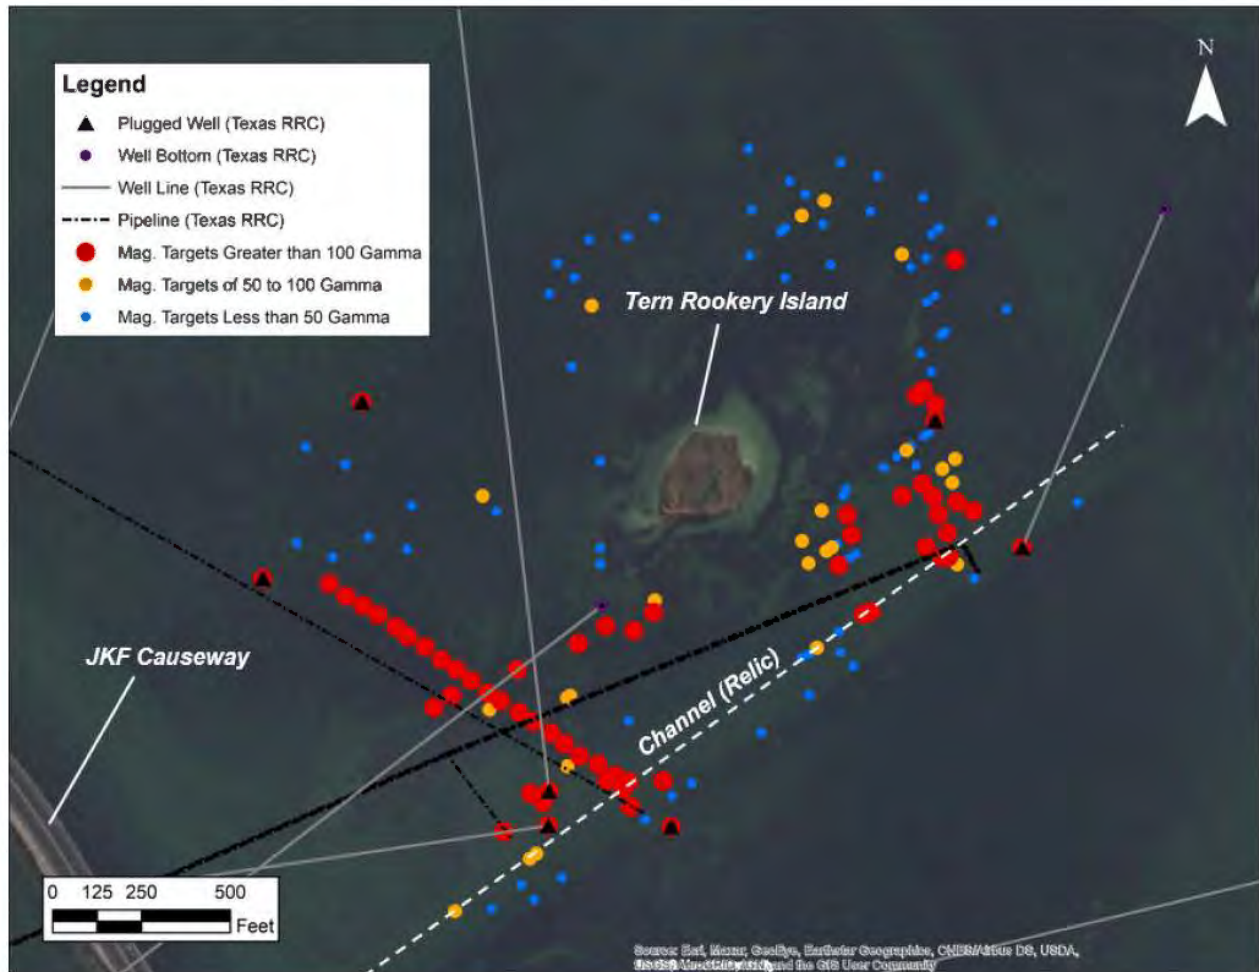 N
Legend
Plugged Well (Texas RRC)
Well Bottom (Texas RRC)
Well Line (Texas RRC)
Pipeline (Texas RRC)
Mag. Targets Greater than 100 Gamma
Mag. Targets of 50 to 100 Gamma
Mag. Targets Less than 50 Gamma
Tern Rookery Island
JKF Causeway
Channel (Relic)
0 125 250 500
Feet
Source: Esri, Maxar, GeoEye, Earthstar Geographics, CNES/Airbus DS, USDA,
USGS, AeroGRID, IGN, and the GIS User Community